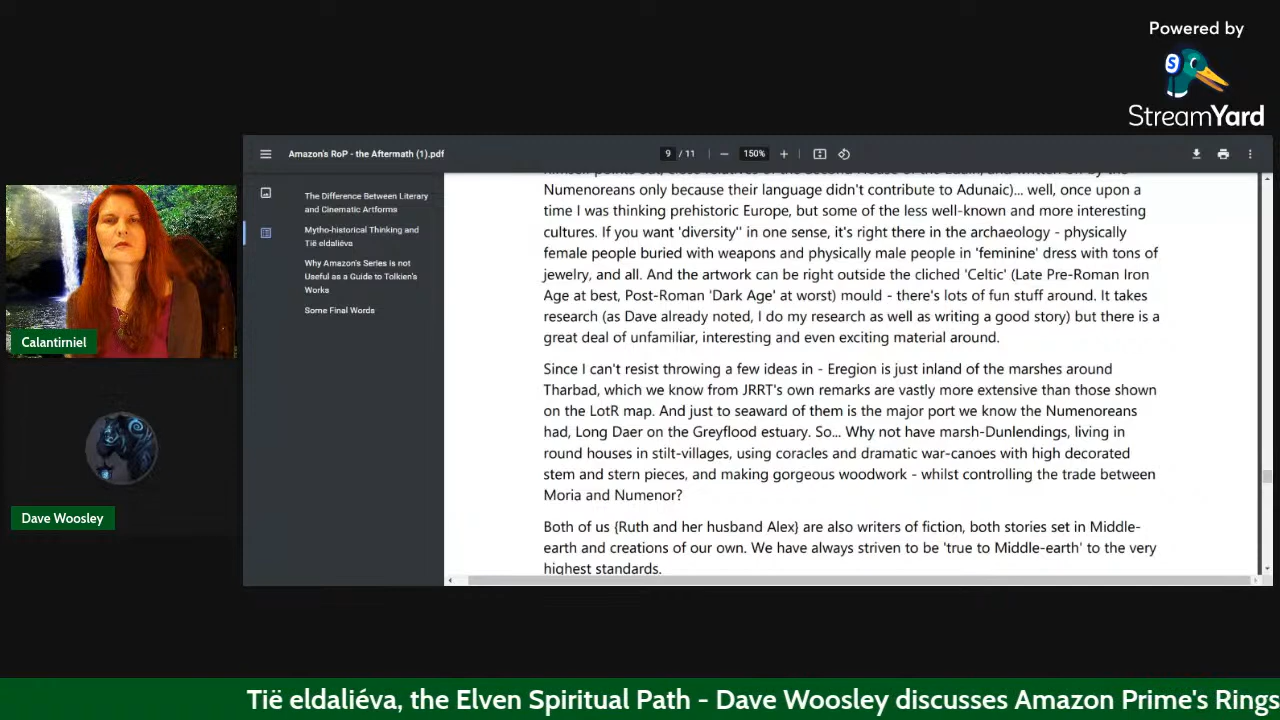 Powered by
StreamYard
Amazon's RoP - the Aftermath (1).pdf
9 / 11
150%
The Difference Between Literary
and Cinematic Artforms
Mytho-historical Thinking and
Tië eldaliéva
Why Amazon's Series is not
Useful as a Guide to Tolkien's
Works
Some Final Words
Numenoreans only because their language didn't contribute to Adunaic)... well, once upon a
time I was thinking prehistoric Europe, but some of the less well-known and more interesting
cultures. If you want 'diversity'' in one sense, it's right there in the archaeology - physically
female people buried with weapons and physically male people in 'feminine' dress with tons of
jewelry, and all. And the artwork can be right outside the cliched 'Celtic' (Late Pre-Roman Iron
Age at best, Post-Roman 'Dark Age' at worst) mould - there's lots of fun stuff around. It takes
research (as Dave already noted, I do my research as well as writing a good story) but there is a
great deal of unfamiliar, interesting and even exciting material around.
Since I can't resist throwing a few ideas in - Eregion is just inland of the marshes around
Tharbad, which we know from JRRT's own remarks are vastly more extensive than those shown
on the LotR map. And just to seaward of them is the major port we know the Numenoreans
had, Long Daer on the Greyflood estuary. So... Why not have marsh-Dunlendings, living in
round houses in stilt-villages, using coracles and dramatic war-canoes with high decorated
stem and stern pieces, and making gorgeous woodwork - whilst controlling the trade between
Moria and Numenor?
Both of us {Ruth and her husband Alex} are also writers of fiction, both stories set in Middle-
earth and creations of our own. We have always striven to be 'true to Middle-earth' to the very
highest standards.
Calantirniel
Dave Woosley
Tië eldaliéva, the Elven Spiritual Path - Dave Woosley discusses Amazon Prime's Rings